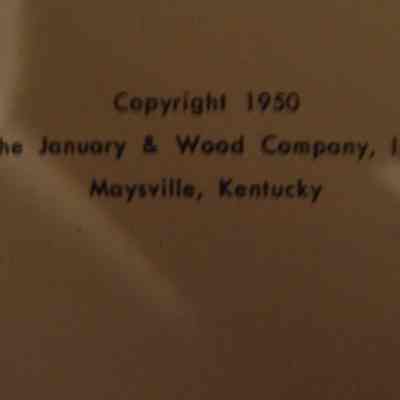 Copyright 1950
he January & Wood Company, I
Maysville, Kentucky